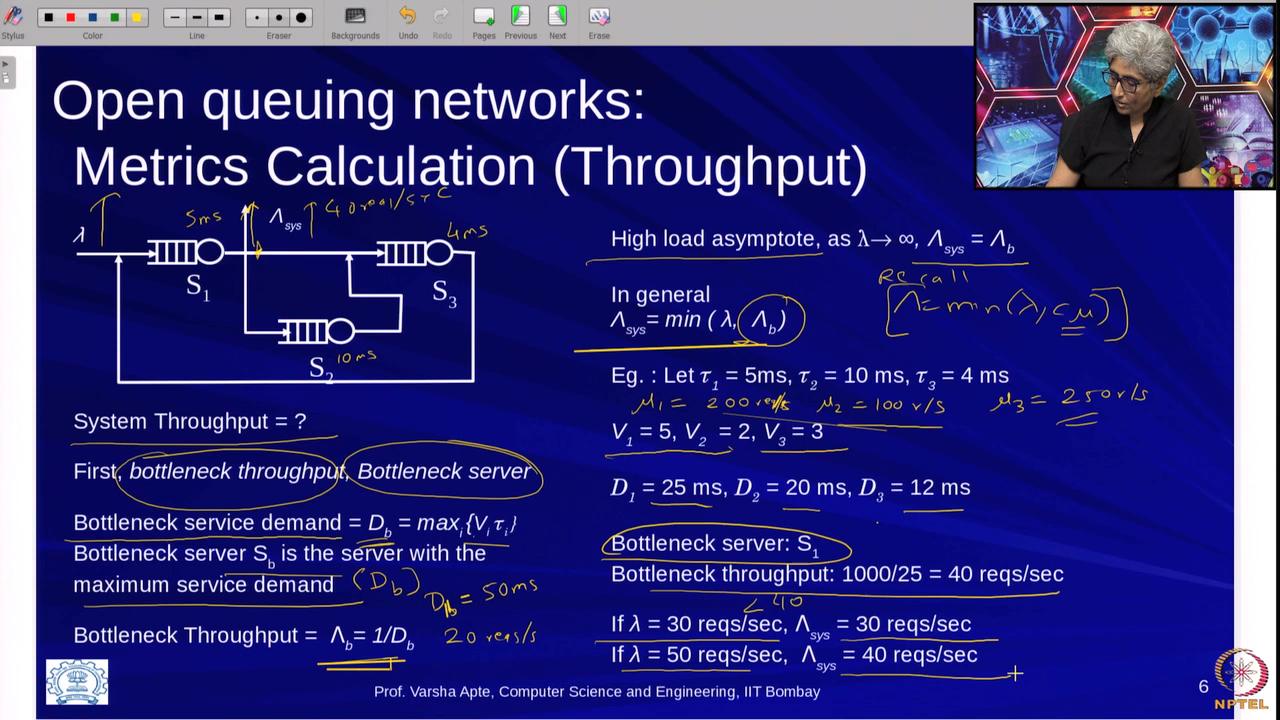 Stylus
Color
Line
Eraser
Backgrounds
Undo
Redo
Pages
Previous
Next
Erase
Open queuing networks:
Metrics Calculation (Throughput)
λ
5ms
Λsys
40 reqs/sec
4ms
S1
S3
S2
10ms
System Throughput = ?
First, bottleneck throughput, Bottleneck server
Bottleneck service demand = Db = maxi{Viτi}
Bottleneck server Sb is the server with the
maximum service demand (Db)
Db = 50ms
Bottleneck Throughput = Λb= 1/Db 20 reqs/s
High load asymptote, as λ→ ∞, Λsys = Λb
Recall
[Λ=min(λ, cμ)]
In general
Λsys= min ( λ, Λb)
Eg. : Let τ1 = 5ms, τ2 = 10 ms, τ3 = 4 ms
μ1 = 200 reqs/s μ2 = 100 r/s μ3 = 250 r/s
V1 = 5, V2 = 2, V3 = 3
D1 = 25 ms, D2 = 20 ms, D3 = 12 ms
Bottleneck server: S1
Bottleneck throughput: 1000/25 = 40 reqs/sec
< 40
If λ = 30 reqs/sec, Λsys = 30 reqs/sec
If λ = 50 reqs/sec, Λsys = 40 reqs/sec
Prof. Varsha Apte, Computer Science and Engineering, IIT Bombay
6
NPTEL